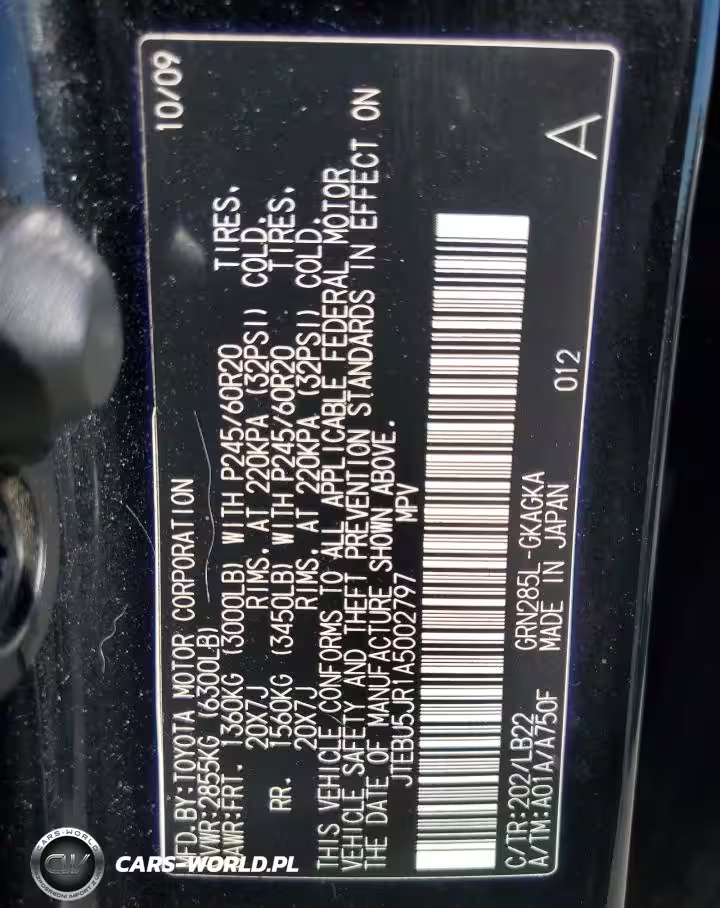 MFD.BY:TOYOTA MOTOR CORPORATION 10/09
GVWR:2855KG (6300LB)
GAWR:FRT. 1360KG (3000LB) WITH P245/60R20 TIRES.
20X7J RIMS. AT 220KPA (32PSI) COLD.
RR. 1560KG (3450LB) WITH P245/60R20 TIRES.
20X7J RIMS. AT 220KPA (32PSI) COLD.
THIS VEHICLE CONFORMS TO ALL APPLICABLE FEDERAL MOTOR
VEHICLE SAFETY AND THEFT PREVENTION STANDARDS IN EFFECT ON
THE DATE OF MANUFACTURE SHOWN ABOVE.
JTEBU5JR1A5002797 MPV
C/TR:202/LB22 GRN285L-GKAGKA 012 A
A/TM:A01A/A750F MADE IN JAPAN
CARS-WORLD
CW
CARS-WORLD.PL